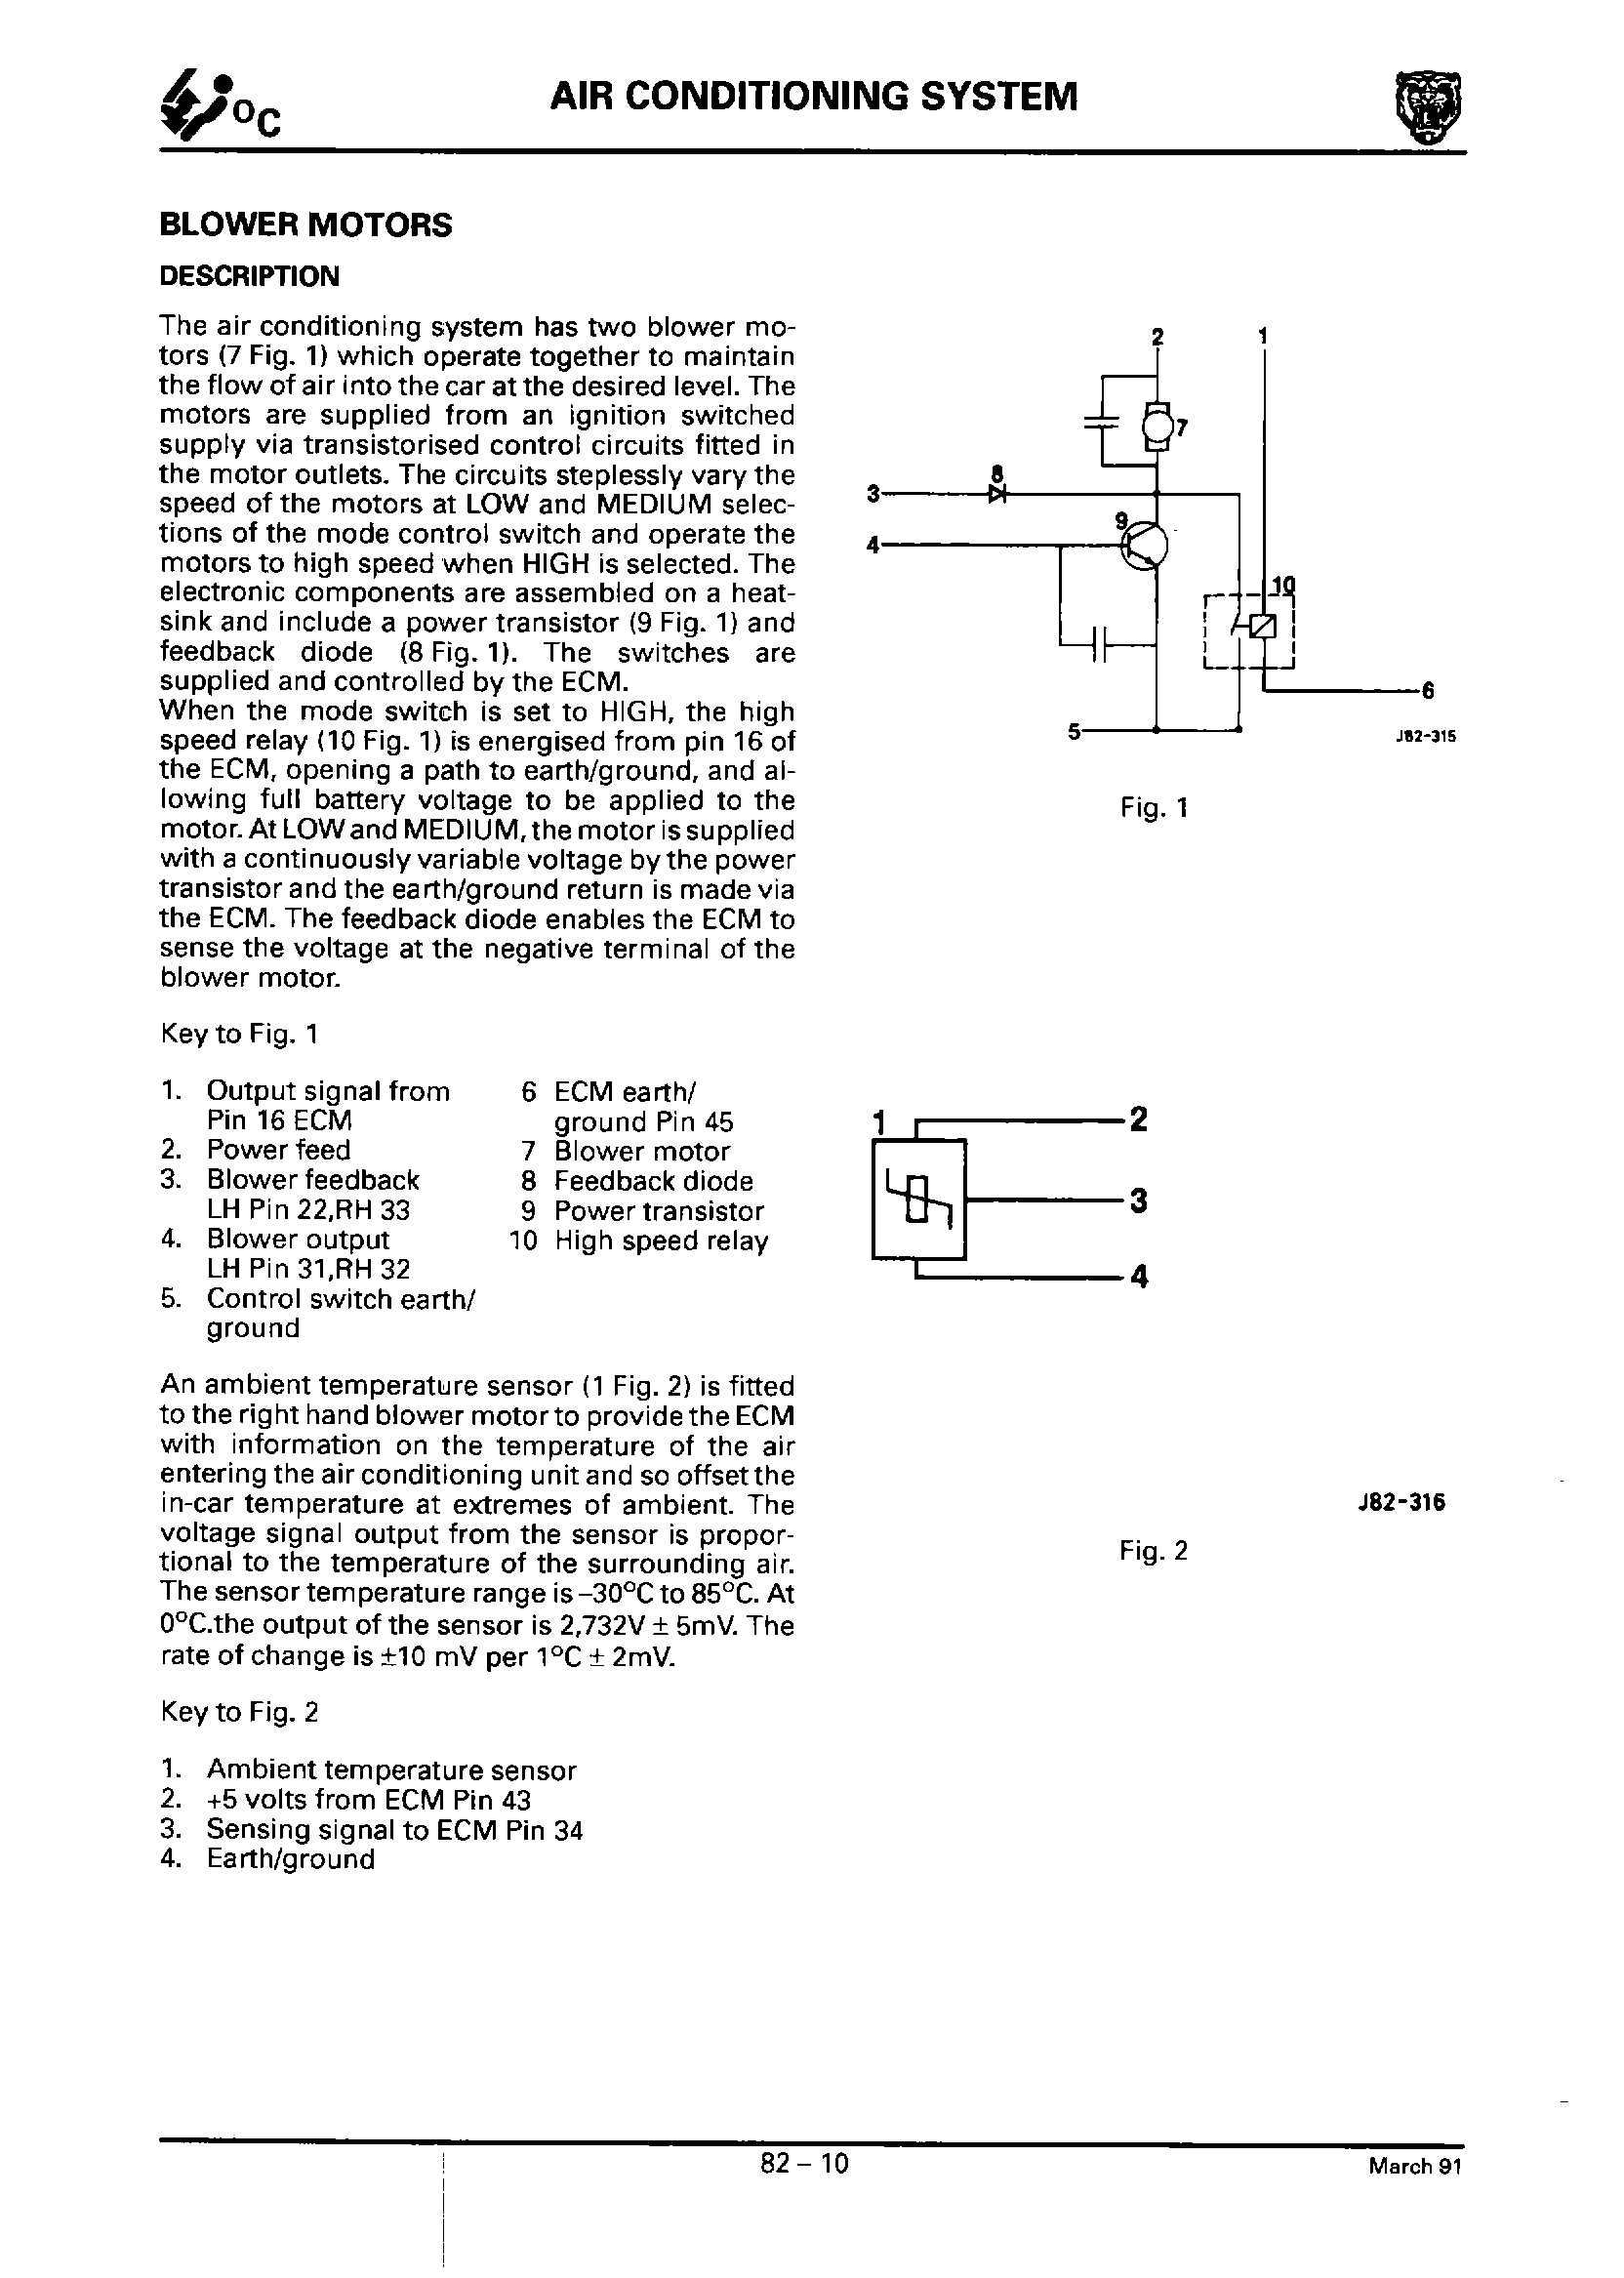 °C
AIR CONDITIONING SYSTEM
BLOWER MOTORS
DESCRIPTION
The air conditioning system has two blower mo-
tors (7 Fig. 1) which operate together to maintain
the flow of air into the car at the desired level. The
motors are supplied from an ignition switched
supply via transistorised control circuits fitted in
the motor outlets. The circuits steplessly vary the
speed of the motors at LOW and MEDIUM selec-
tions of the mode control switch and operate the
motors to high speed when HIGH is selected. The
electronic components are assembled on a heat-
sink and include a power transistor (9 Fig. 1) and
feedback diode (8 Fig. 1). The switches are
supplied and controlled by the ECM.
When the mode switch is set to HIGH, the high
speed relay (10 Fig. 1) is energised from pin 16 of
the ECM, opening a path to earth/ground, and al-
lowing full battery voltage to be applied to the
motor. At LOW and MEDIUM, the motor is supplied
with a continuously variable voltage by the power
transistor and the earth/ground return is made via
the ECM. The feedback diode enables the ECM to
sense the voltage at the negative terminal of the
blower motor.
Key to Fig. 1
1. Output signal from
Pin 16 ECM
2. Power feed
3. Blower feedback
LH Pin 22,RH 33
4. Blower output
LH Pin 31,RH 32
5. Control switch earth/
ground
6 ECM earth/
ground Pin 45
7 Blower motor
8 Feedback diode
9 Power transistor
10 High speed relay
An ambient temperature sensor (1 Fig. 2) is fitted
to the right hand blower motor to provide the ECM
with information on the temperature of the air
entering the air conditioning unit and so offset the
in-car temperature at extremes of ambient. The
voltage signal output from the sensor is propor-
tional to the temperature of the surrounding air.
The sensor temperature range is –30°C to 85°C. At
0°C.the output of the sensor is 2,732V ± 5mV. The
rate of change is ±10 mV per 1°C ± 2mV.
Key to Fig. 2
1. Ambient temperature sensor
2. +5 volts from ECM Pin 43
3. Sensing signal to ECM Pin 34
4. Earth/ground
2
1
7
8
3
9
4
10
6
5
J82-315
Fig. 1
1
2
3
4
J82-316
Fig. 2
82 – 10
March 91